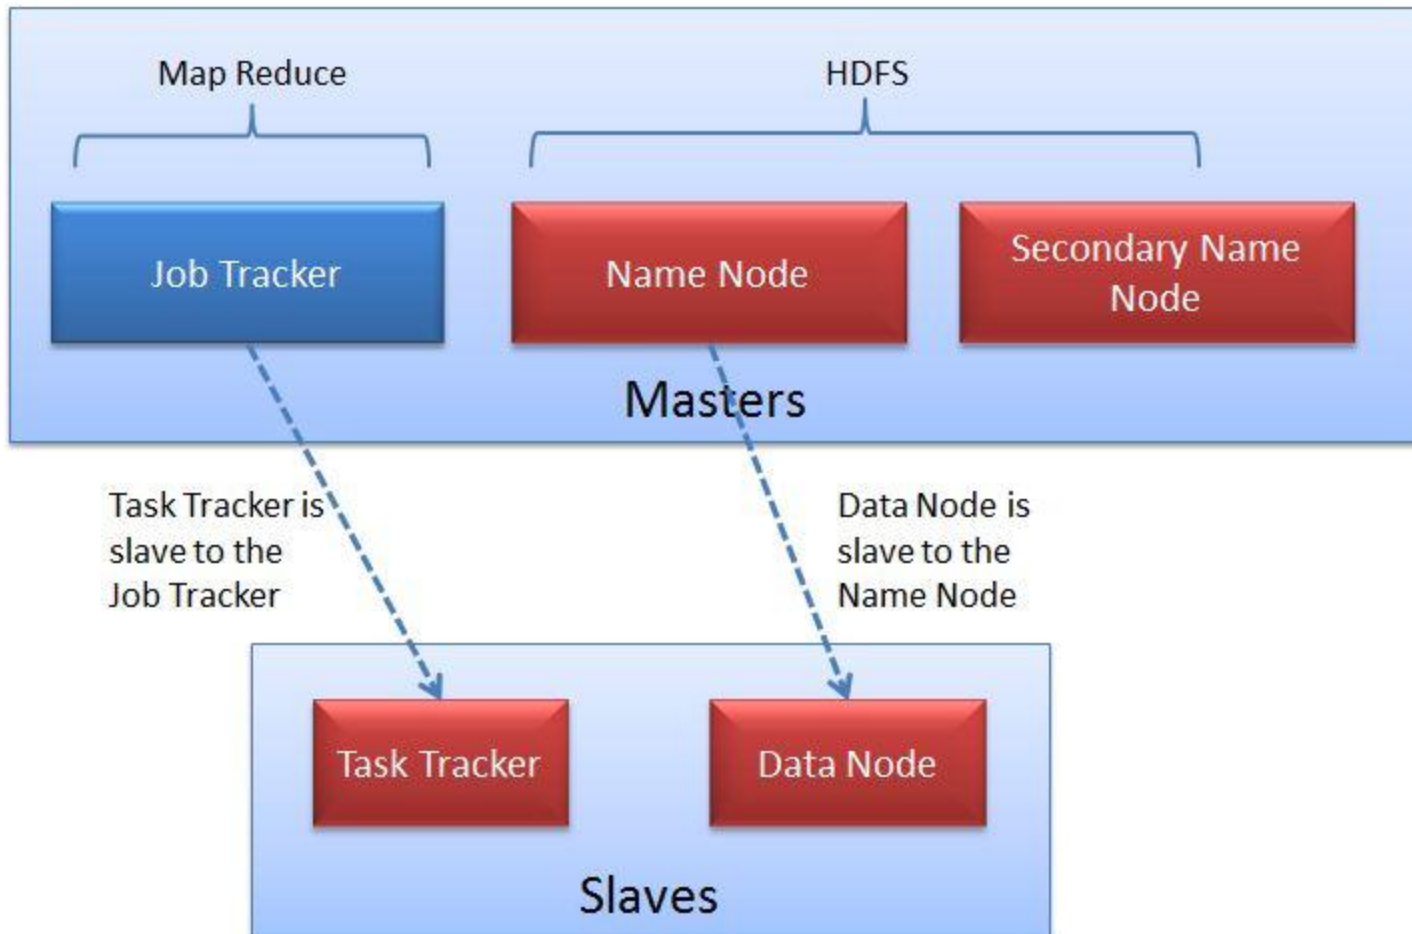 Map Reduce
HDFS
Job Tracker
Name Node
Secondary Name
Node
Masters
Task Tracker is
slave to the
Job Tracker
Data Node is
slave to the
Name Node
Task Tracker
Data Node
Slaves